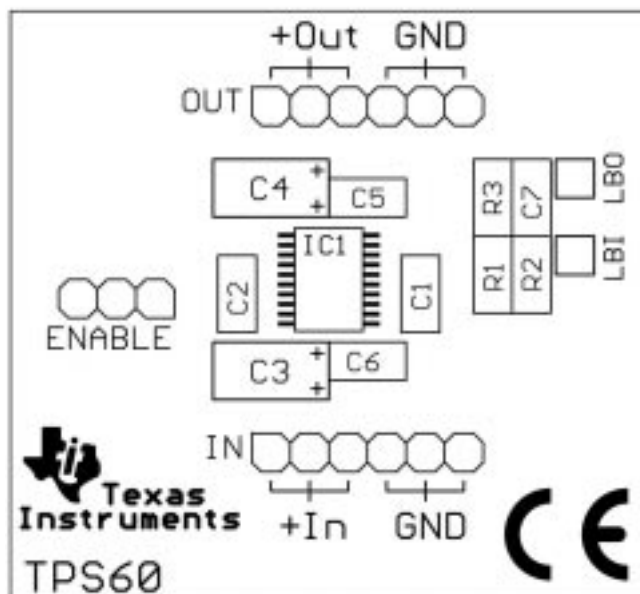 +Out GND
OUT
C4 C5 R3 C7 LBO
IC1
C2 C1 R1 R2 LBI
ENABLE
C3 C6
IN
+In GND
Texas
Instruments
CE
TPS60